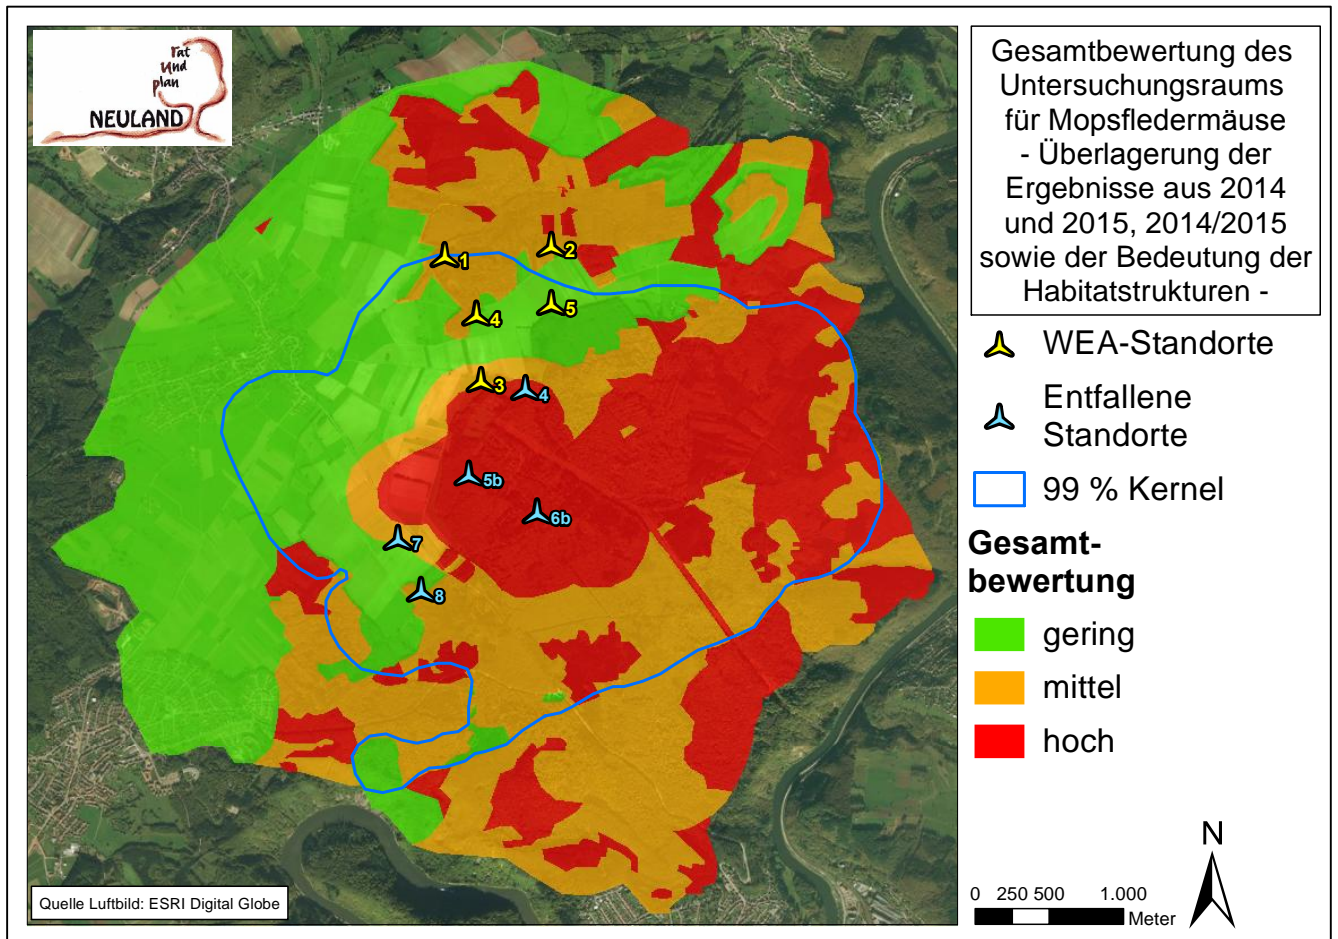 rat
und
plan
NEULAND
Gesamtbewertung des
Untersuchungsraums
für Mopsfledermäuse
- Überlagerung der
Ergebnisse aus 2014
und 2015, 2014/2015
sowie der Bedeutung der
Habitatstrukturen -
WEA-Standorte
Entfallene
Standorte
99 % Kernel
Gesamt-
bewertung
gering
mittel
hoch
1
2
4
5
3
4
5b
6b
7
8
N
0 250 500 1.000
Meter
Quelle Luftbild: ESRI Digital Globe